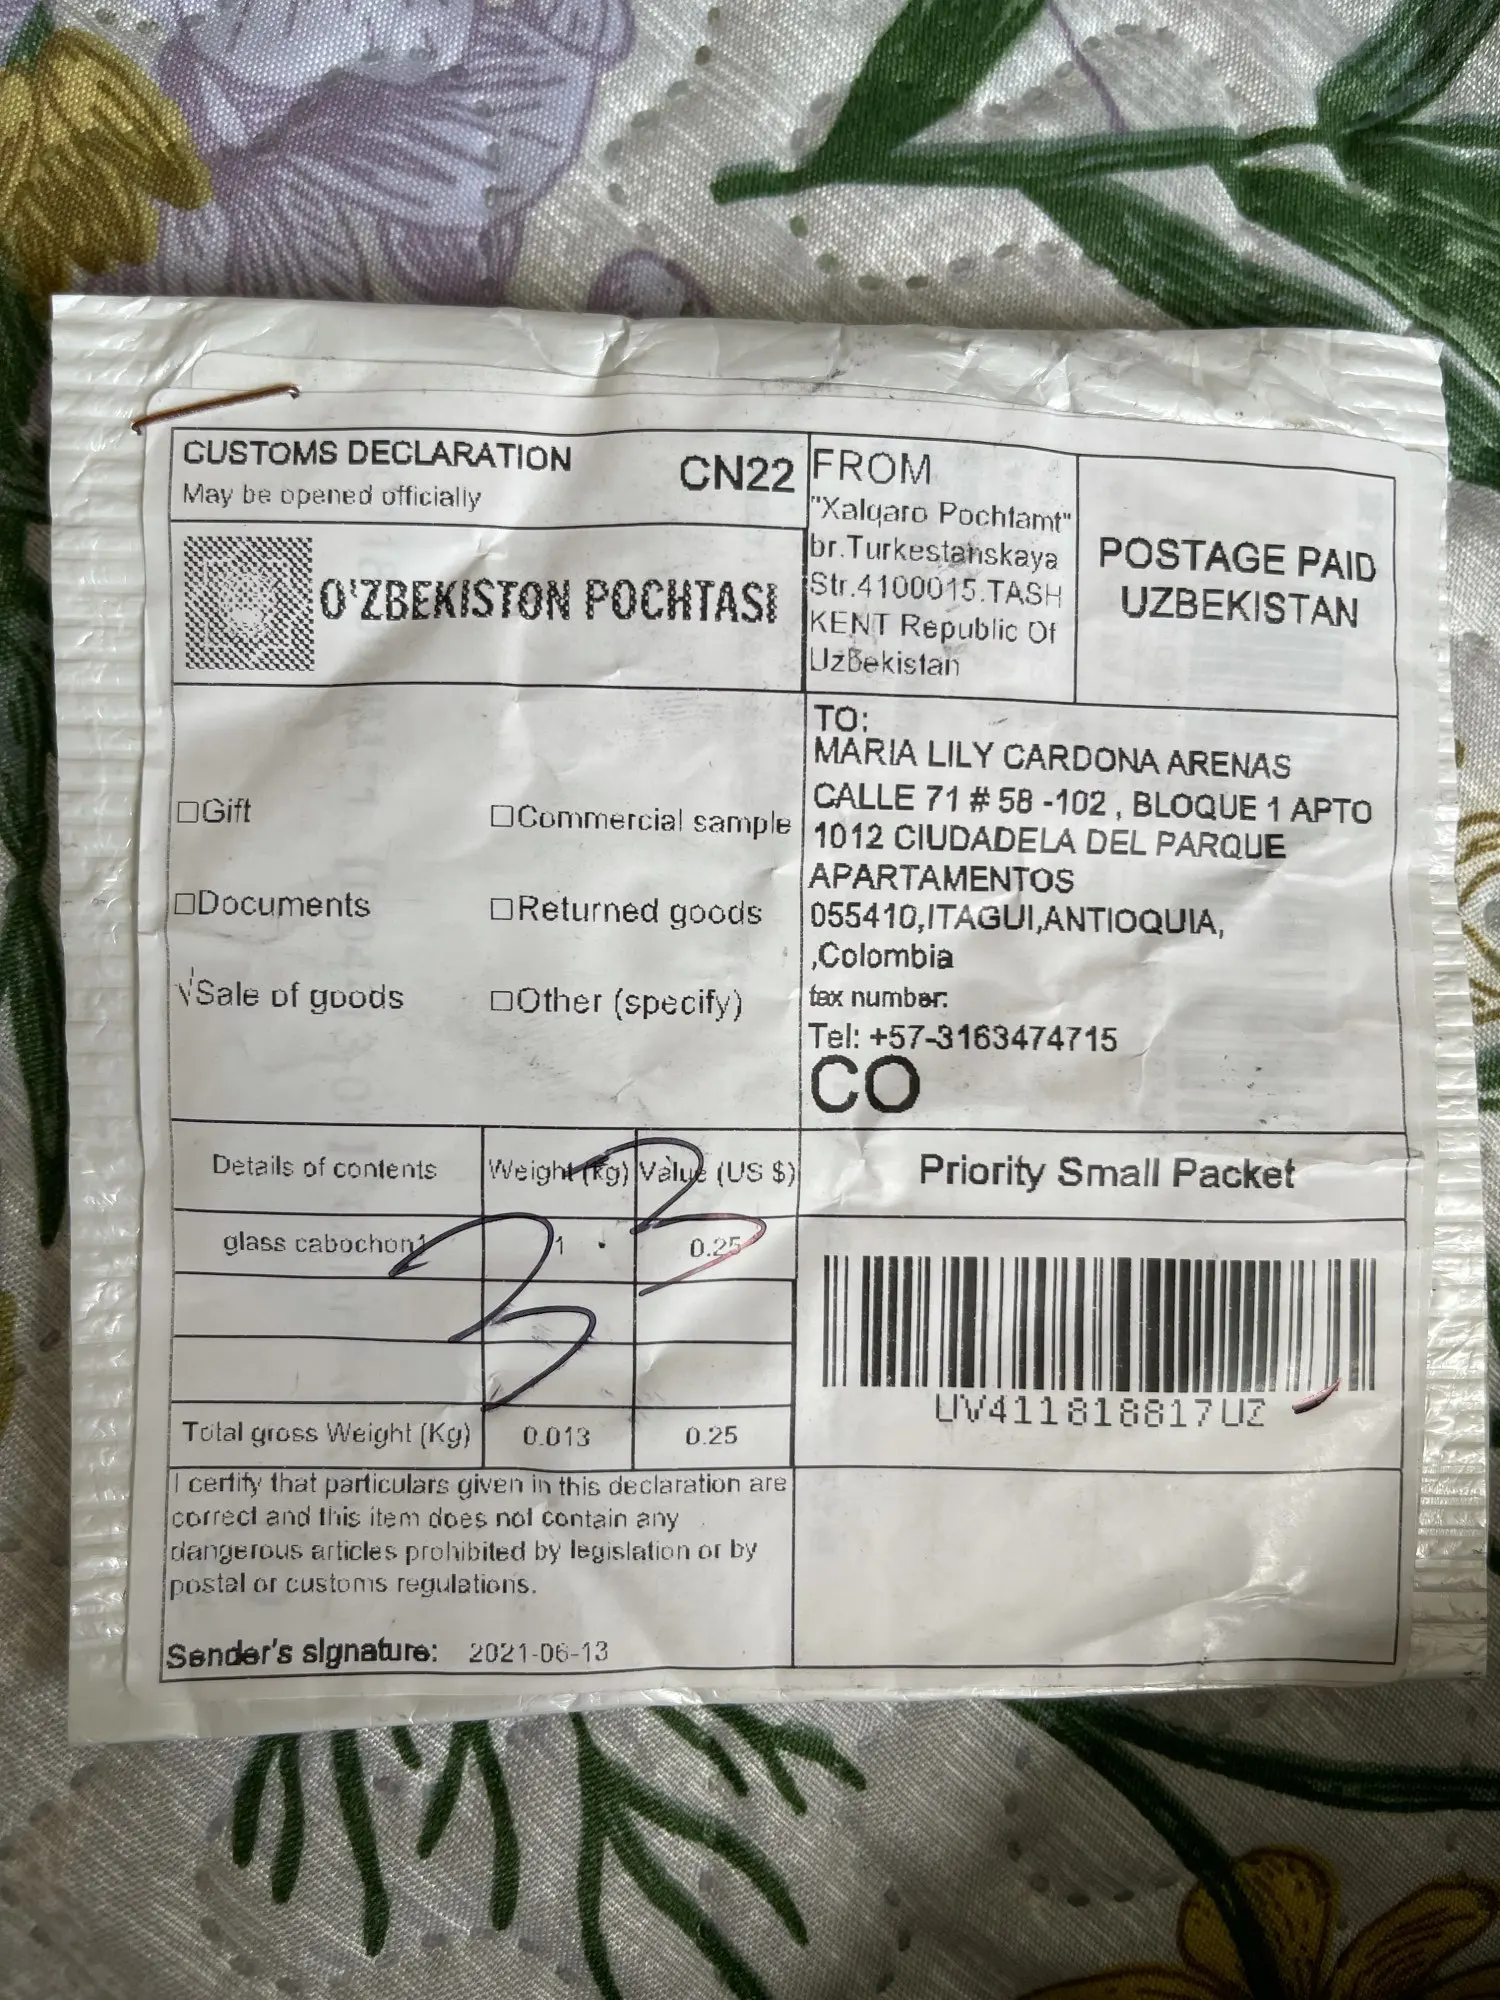 CUSTOMS DECLARATION CN22
May be opened officially
O'ZBEKISTON POCHTASI
FROM
"Xalqaro Pochtamt"
br.Turkestanskaya
Str.4100015.TASH
KENT Republic Of
Uzbekistan
POSTAGE PAID
UZBEKISTAN
TO:
MARIA LILY CARDONA ARENAS
CALLE 71 # 58 -102 , BLOQUE 1 APTO
1012 CIUDADELA DEL PARQUE
APARTAMENTOS
055410,ITAGUI,ANTIOQUIA,
,Colombia
tax number:
Tel: +57-3163474715
CO
□Gift □Commercial sample
□Documents □Returned goods
√Sale of goods □Other (specify)
Details of contents Weight (kg) Value (US $)
glass cabochon1 1 0.25
33
Total gross Weight (Kg) 0.013 0.25
Priority Small Packet
UV411818817UZ
I certify that particulars given in this declaration are
correct and this item does not contain any
dangerous articles prohibited by legislation or by
postal or customs regulations.
Sender's signature: 2021-06-13